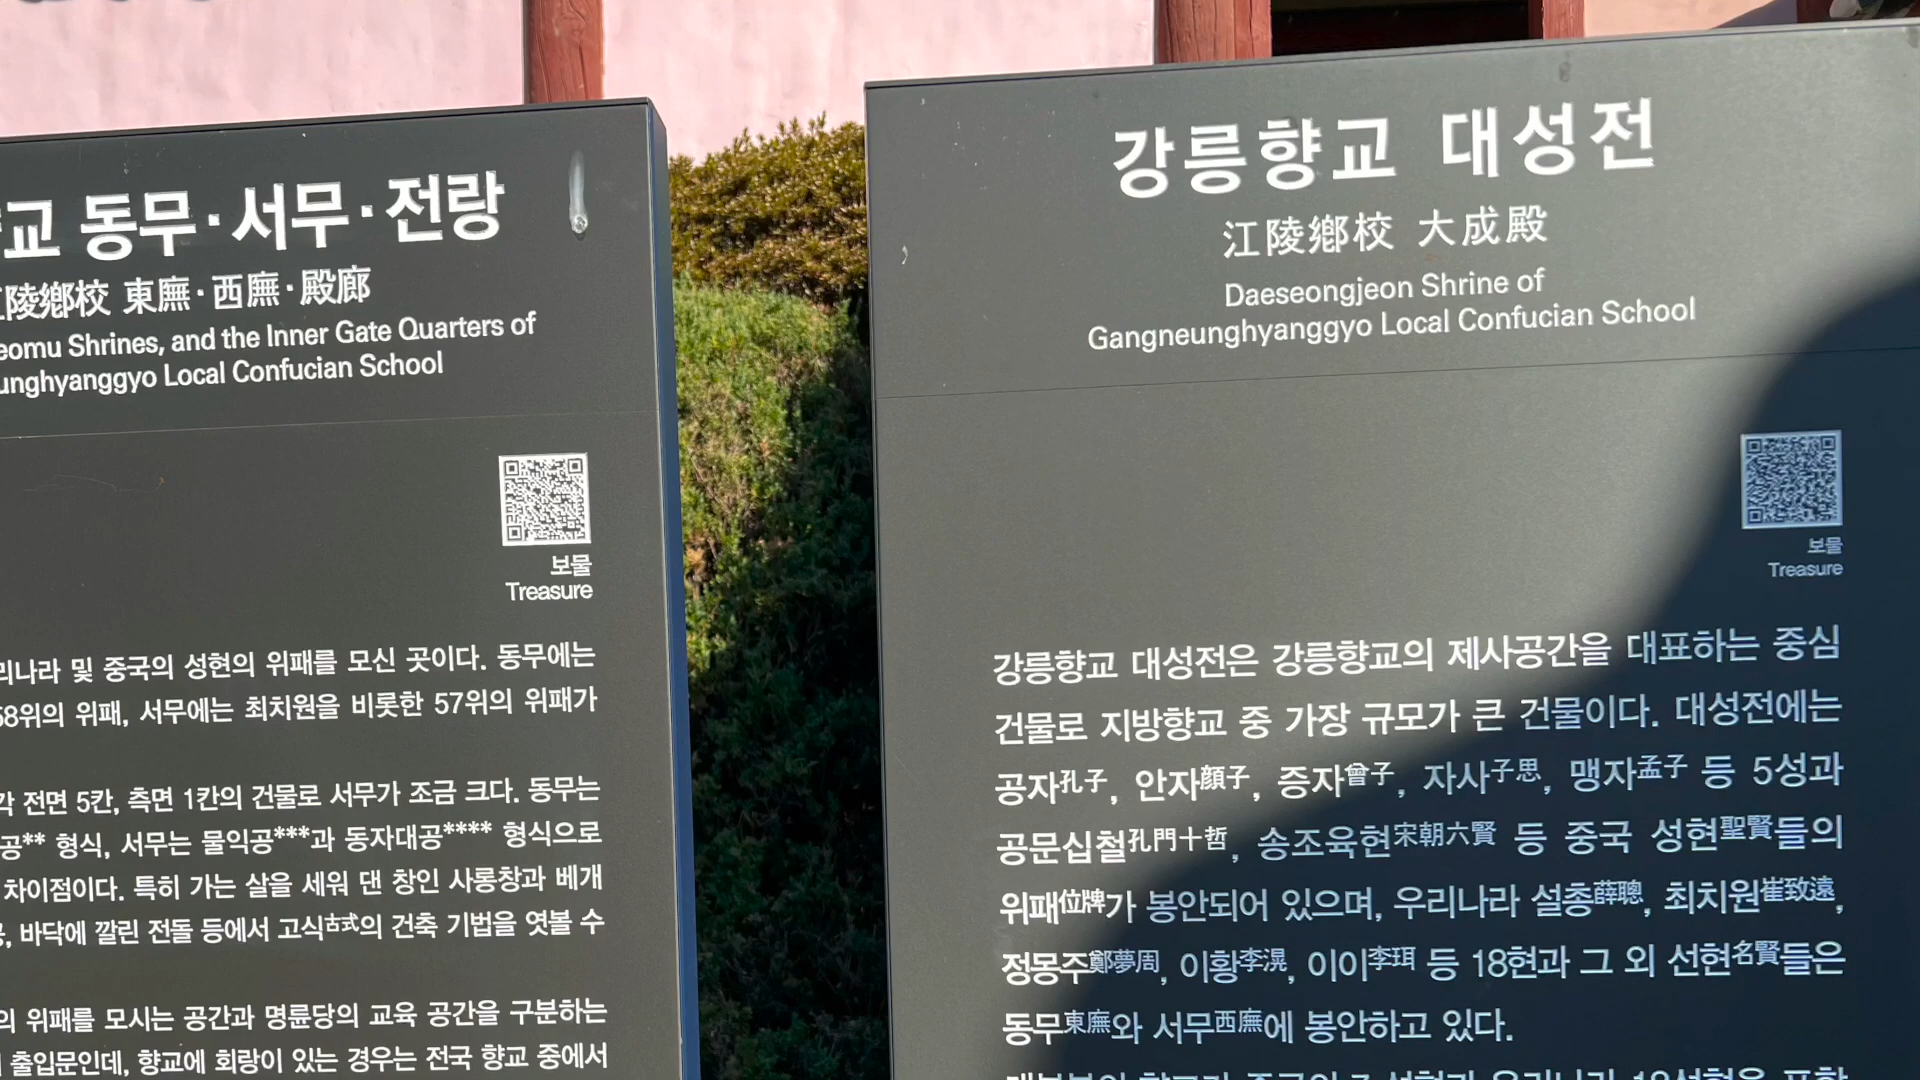 교 동무·서무·전랑
陵鄕校 東廡·西廡·殿廊
Shrines, and the Inner Gate Quarters of
Local Confucian School
보물
Treasure
및 중국의 성현의 위패를 모신 곳이다. 동무에는
58위의 위패, 서무에는 최치원을 비롯한 57위의 위패가
각 전면 5칸, 측면 1칸의 건물로 서무가 조금 크다. 동무는
공** 형식, 서무는 물익공***과 동자대공**** 형식으로
차이점이다. 특히 가는 살을 세워 댄 창인 사롱창과 베개
, 바닥에 깔린 전돌 등에서 고식古式의 건축 기법을 엿볼 수
의 위패를 모시는 공간과 명륜당의 교육 공간을 구분하는
출입문인데, 향교에 회랑이 있는 경우는 전국 향교 중에서
강릉향교 대성전
江陵鄕校 大成殿
Daeseongjeon Shrine of
Gangneunghyanggyo Local Confucian School
보물
Treasure
강릉향교 대성전은 강릉향교의 제사공간을 대표하는 중심
건물로 지방향교 중 가장 규모가 큰 건물이다. 대성전에는
공자孔子, 안자顔子, 증자曾子, 자사子思, 맹자孟子 등 5성과
공문십철孔門十哲, 송조육현宋朝六賢 등 중국 성현聖賢들의
위패位牌가 봉안되어 있으며, 우리나라 설총薛聰, 최치원崔致遠,
정몽주鄭夢周, 이황李滉, 이이李珥 등 18현과 그 외 선현名賢들은
동무東廡와 서무西廡에 봉안하고 있다.